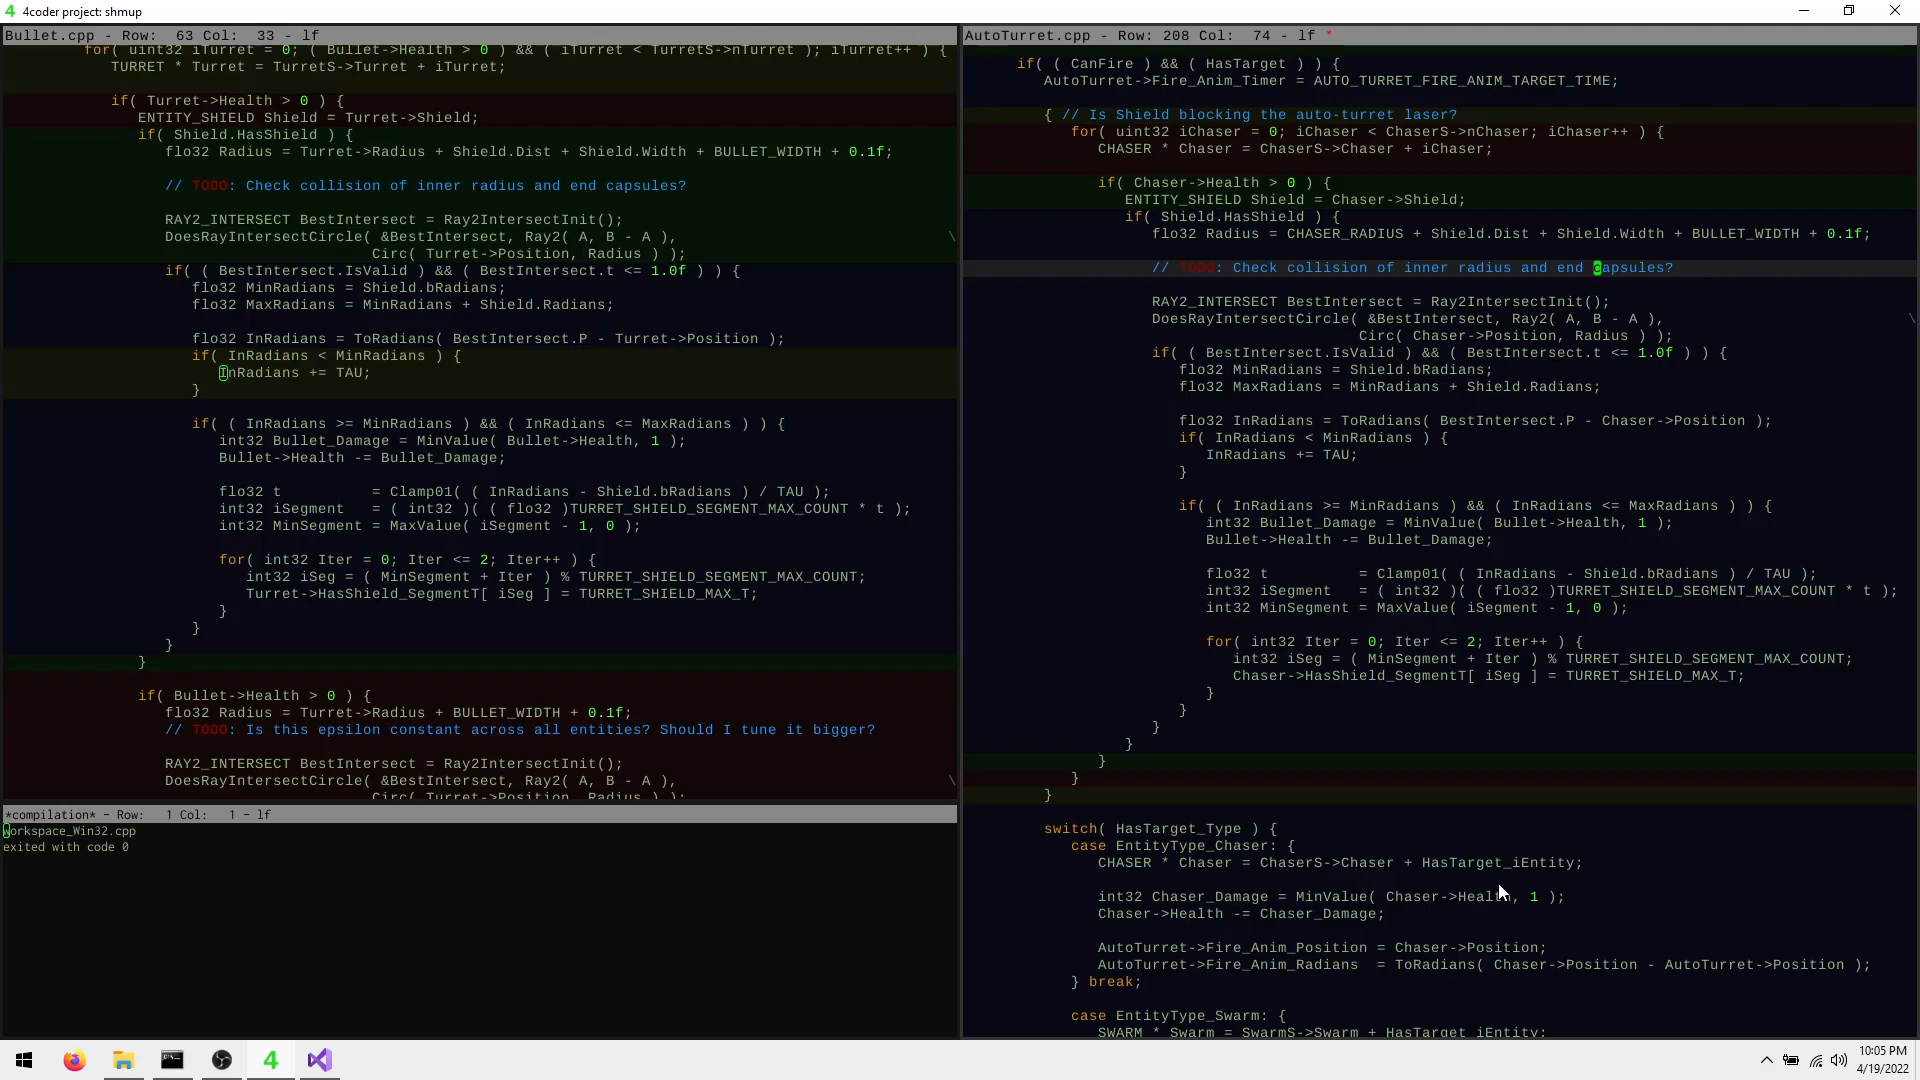 4 4coder project: shmup
Bullet.cpp - Row:  63 Col:  33 - lf
for( uint32 iTurret = 0; ( Bullet->Health > 0 ) && ( iTurret < TurretS->nTurret ); iTurret++ ) {
TURRET * Turret = TurretS->Turret + iTurret;
if( Turret->Health > 0 ) {
ENTITY_SHIELD Shield = Turret->Shield;
if( Shield.HasShield ) {
flo32 Radius = Turret->Radius + Shield.Dist + Shield.Width + BULLET_WIDTH + 0.1f;
// TODO: Check collision of inner radius and end capsules?
RAY2_INTERSECT BestIntersect = Ray2IntersectInit();
DoesRayIntersectCircle( &BestIntersect, Ray2( A, B - A ), \
Circ( Turret->Position, Radius ) );
if( ( BestIntersect.IsValid ) && ( BestIntersect.t <= 1.0f ) ) {
flo32 MinRadians = Shield.bRadians;
flo32 MaxRadians = MinRadians + Shield.Radians;
flo32 InRadians = ToRadians( BestIntersect.P - Turret->Position );
if( InRadians < MinRadians ) {
InRadians += TAU;
}
if( ( InRadians >= MinRadians ) && ( InRadians <= MaxRadians ) ) {
int32 Bullet_Damage = MinValue( Bullet->Health, 1 );
Bullet->Health -= Bullet_Damage;
flo32 t          = Clamp01( ( InRadians - Shield.bRadians ) / TAU );
int32 iSegment   = ( int32 )( ( flo32 )TURRET_SHIELD_SEGMENT_MAX_COUNT * t );
int32 MinSegment = MaxValue( iSegment - 1, 0 );
for( int32 Iter = 0; Iter <= 2; Iter++ ) {
int32 iSeg = ( MinSegment + Iter ) % TURRET_SHIELD_SEGMENT_MAX_COUNT;
Turret->HasShield_SegmentT[ iSeg ] = TURRET_SHIELD_MAX_T;
}
}
}
}
if( Bullet->Health > 0 ) {
flo32 Radius = Turret->Radius + BULLET_WIDTH + 0.1f;
// TODO: Is this epsilon constant across all entities? Should I tune it bigger?
RAY2_INTERSECT BestIntersect = Ray2IntersectInit();
DoesRayIntersectCircle( &BestIntersect, Ray2( A, B - A ), \
Circ( Turret->Position, Radius ) );
*compilation* - Row:   1 Col:   1 - lf
workspace_Win32.cpp
exited with code 0
AutoTurret.cpp - Row: 208 Col:  74 - lf *
if( ( CanFire ) && ( HasTarget ) ) {
AutoTurret->Fire_Anim_Timer = AUTO_TURRET_FIRE_ANIM_TARGET_TIME;
{ // Is Shield blocking the auto-turret laser?
for( uint32 iChaser = 0; iChaser < ChaserS->nChaser; iChaser++ ) {
CHASER * Chaser = ChaserS->Chaser + iChaser;
if( Chaser->Health > 0 ) {
ENTITY_SHIELD Shield = Chaser->Shield;
if( Shield.HasShield ) {
flo32 Radius = CHASER_RADIUS + Shield.Dist + Shield.Width + BULLET_WIDTH + 0.1f;
// TODO: Check collision of inner radius and end capsules?
RAY2_INTERSECT BestIntersect = Ray2IntersectInit();
DoesRayIntersectCircle( &BestIntersect, Ray2( A, B - A ), \
Circ( Chaser->Position, Radius ) );
if( ( BestIntersect.IsValid ) && ( BestIntersect.t <= 1.0f ) ) {
flo32 MinRadians = Shield.bRadians;
flo32 MaxRadians = MinRadians + Shield.Radians;
flo32 InRadians = ToRadians( BestIntersect.P - Chaser->Position );
if( InRadians < MinRadians ) {
InRadians += TAU;
}
if( ( InRadians >= MinRadians ) && ( InRadians <= MaxRadians ) ) {
int32 Bullet_Damage = MinValue( Bullet->Health, 1 );
Bullet->Health -= Bullet_Damage;
flo32 t          = Clamp01( ( InRadians - Shield.bRadians ) / TAU );
int32 iSegment   = ( int32 )( ( flo32 )TURRET_SHIELD_SEGMENT_MAX_COUNT * t );
int32 MinSegment = MaxValue( iSegment - 1, 0 );
for( int32 Iter = 0; Iter <= 2; Iter++ ) {
int32 iSeg = ( MinSegment + Iter ) % TURRET_SHIELD_SEGMENT_MAX_COUNT;
Chaser->HasShield_SegmentT[ iSeg ] = TURRET_SHIELD_MAX_T;
}
}
}
}
}
}
}
switch( HasTarget_Type ) {
case EntityType_Chaser: {
CHASER * Chaser = ChaserS->Chaser + HasTarget_iEntity;
int32 Chaser_Damage = MinValue( Chaser->Health, 1 );
Chaser->Health -= Chaser_Damage;
AutoTurret->Fire_Anim_Position = Chaser->Position;
AutoTurret->Fire_Anim_Radians  = ToRadians( Chaser->Position - AutoTurret->Position );
} break;
case EntityType_Swarm: {
SWARM * Swarm = SwarmS->Swarm + HasTarget_iEntity;
4
10:05 PM
4/19/2022